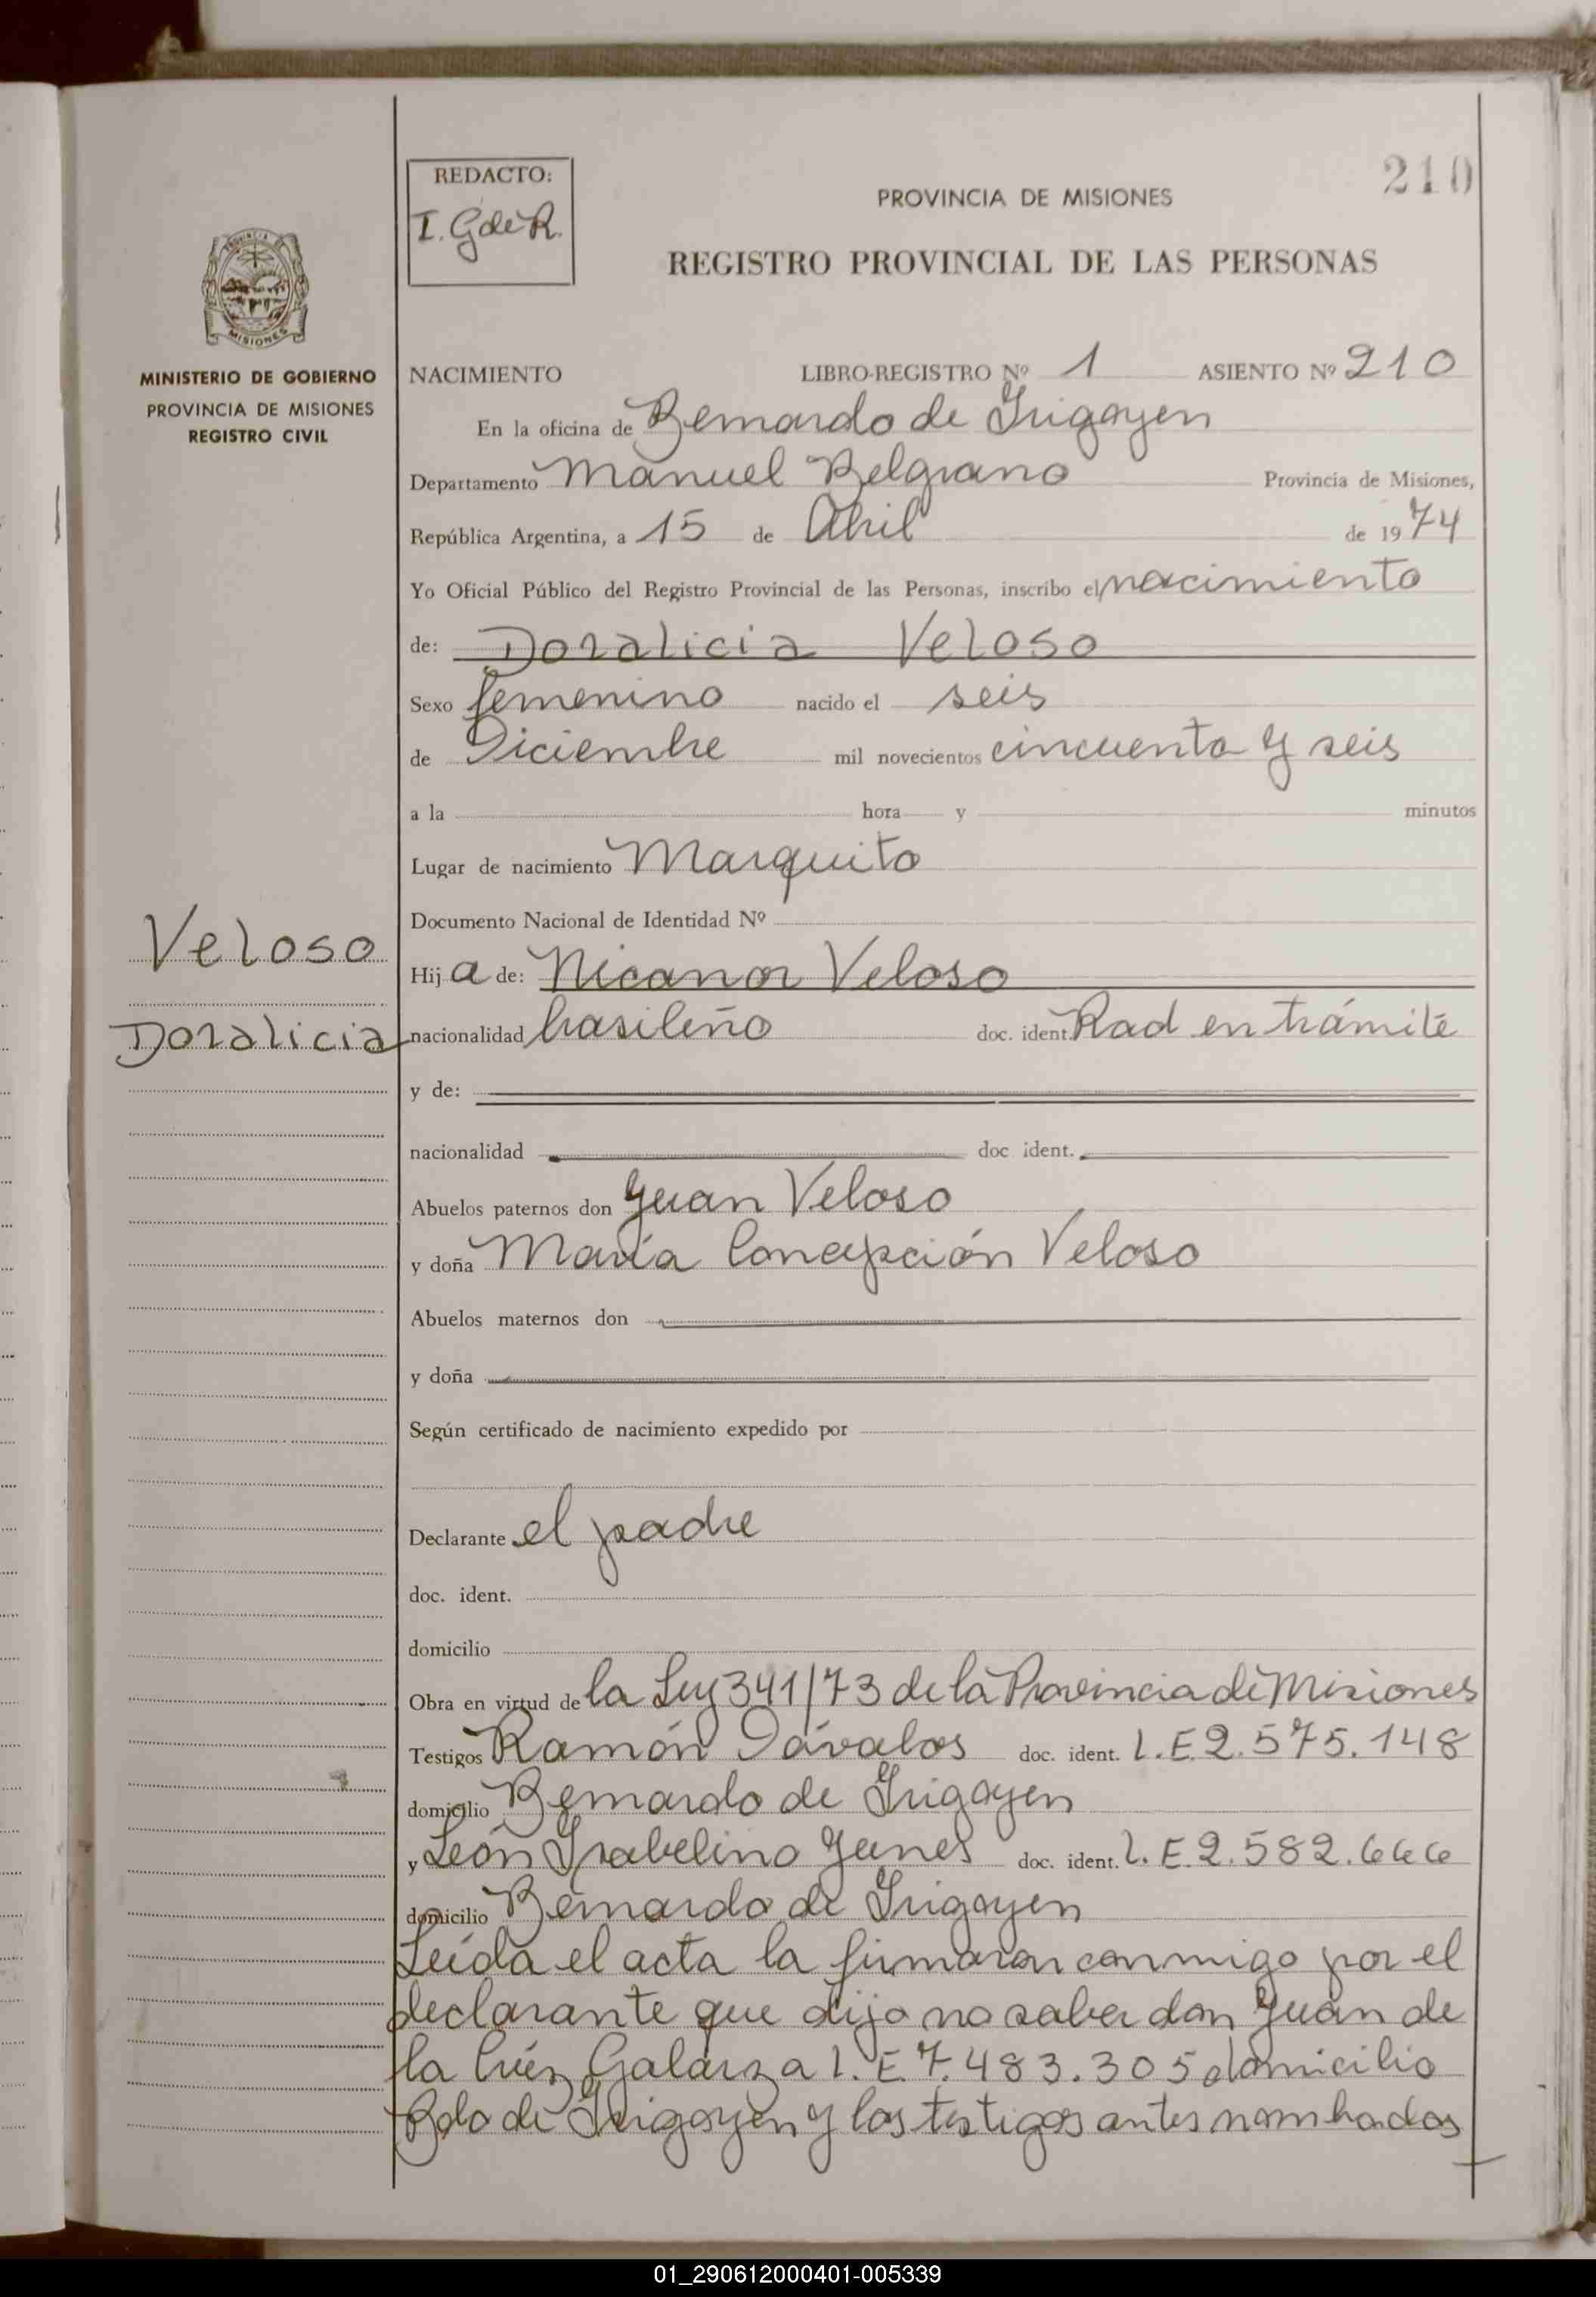 210
REDACTO:
I. G de R.
PROVINCIA DE MISIONES
REGISTRO PROVINCIAL DE LAS PERSONAS
PROVINCIA DE
MISIONES
MINISTERIO DE GOBIERNO
PROVINCIA DE MISIONES
REGISTRO CIVIL
Veloso
Doralicia
NACIMIENTO LIBRO-REGISTRO Nº 1 ASIENTO Nº 210
En la oficina de Bernardo de Irigoyen
Departamento Manuel Belgrano Provincia de Misiones,
República Argentina, a 15 de Abril de 1974
Yo Oficial Público del Registro Provincial de las Personas, inscribo el nacimiento
de: Doralicia Veloso
Sexo femenino nacido el seis
de Diciembre mil novecientos cincuenta y seis
a la hora y minutos
Lugar de nacimiento Marquito
Documento Nacional de Identidad Nº
Hija de: Nicanor Veloso
nacionalidad brasileño doc. ident. Rad en trámite
y de:
nacionalidad doc ident.
Abuelos paternos don Juan Veloso
y doña María Concepción Veloso
Abuelos maternos don
y doña
Según certificado de nacimiento expedido por
Declarante el padre
doc. ident.
domicilio
Obra en virtud de la Ley 341/73 de la Provincia de Misiones
Testigos Ramón Dávalos doc. ident. L.E. 2.575.148
domicilio Bernardo de Irigoyen
y León Isabelino Yunes doc. ident. L.E. 2.582.666
domicilio Bernardo de Irigoyen
Leída el acta la firmaron conmigo por el
declarante que dijo no saber don Juan de
la Cruz Galarza L.E. 7.483.305 domicilio
Bdo de Irigoyen y los testigos antes nombrados
01_290612000401-005339